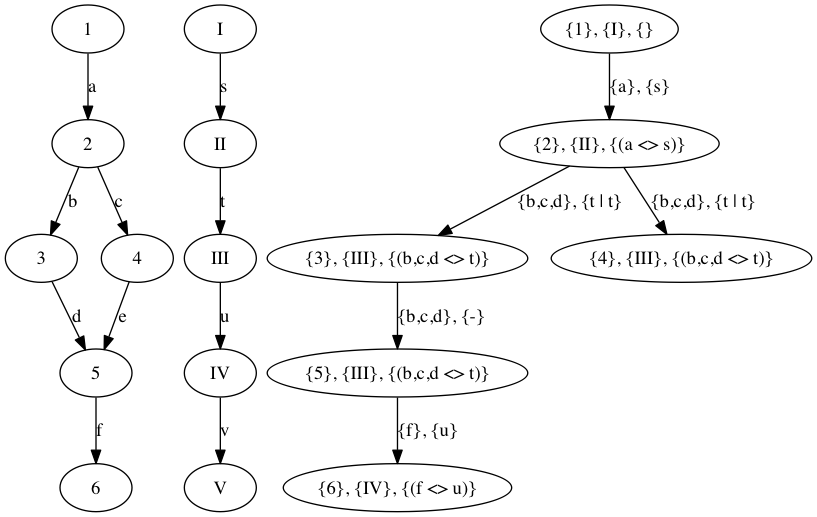 1
I
{1}, {I}, {}
a
s
{a}, {s}
2
II
{2}, {II}, {(a <> s)}
b
c
t
{b,c,d}, {t | t}
{b,c,d}, {t | t}
3
4
III
{3}, {III}, {(b,c,d <> t)}
{4}, {III}, {(b,c,d <> t)}
d
e
u
{b,c,d}, {-}
5
IV
{5}, {III}, {(b,c,d <> t)}
f
v
{f}, {u}
6
V
{6}, {IV}, {(f <> u)}